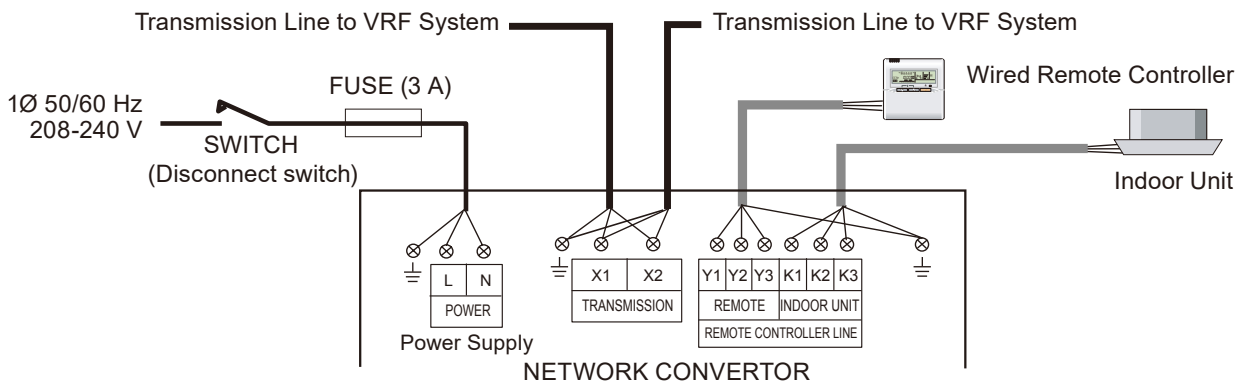 Transmission Line to VRF System
Transmission Line to VRF System
Wired Remote Controller
FUSE (3 A)
1Ø 50/60 Hz
208-240 V
SWITCH
(Disconnect switch)
Indoor Unit
L N
POWER
Power Supply
X1 X2
TRANSMISSION
Y1 Y2 Y3 K1 K2 K3
REMOTE INDOOR UNIT
REMOTE CONTROLLER LINE
NETWORK CONVERTOR